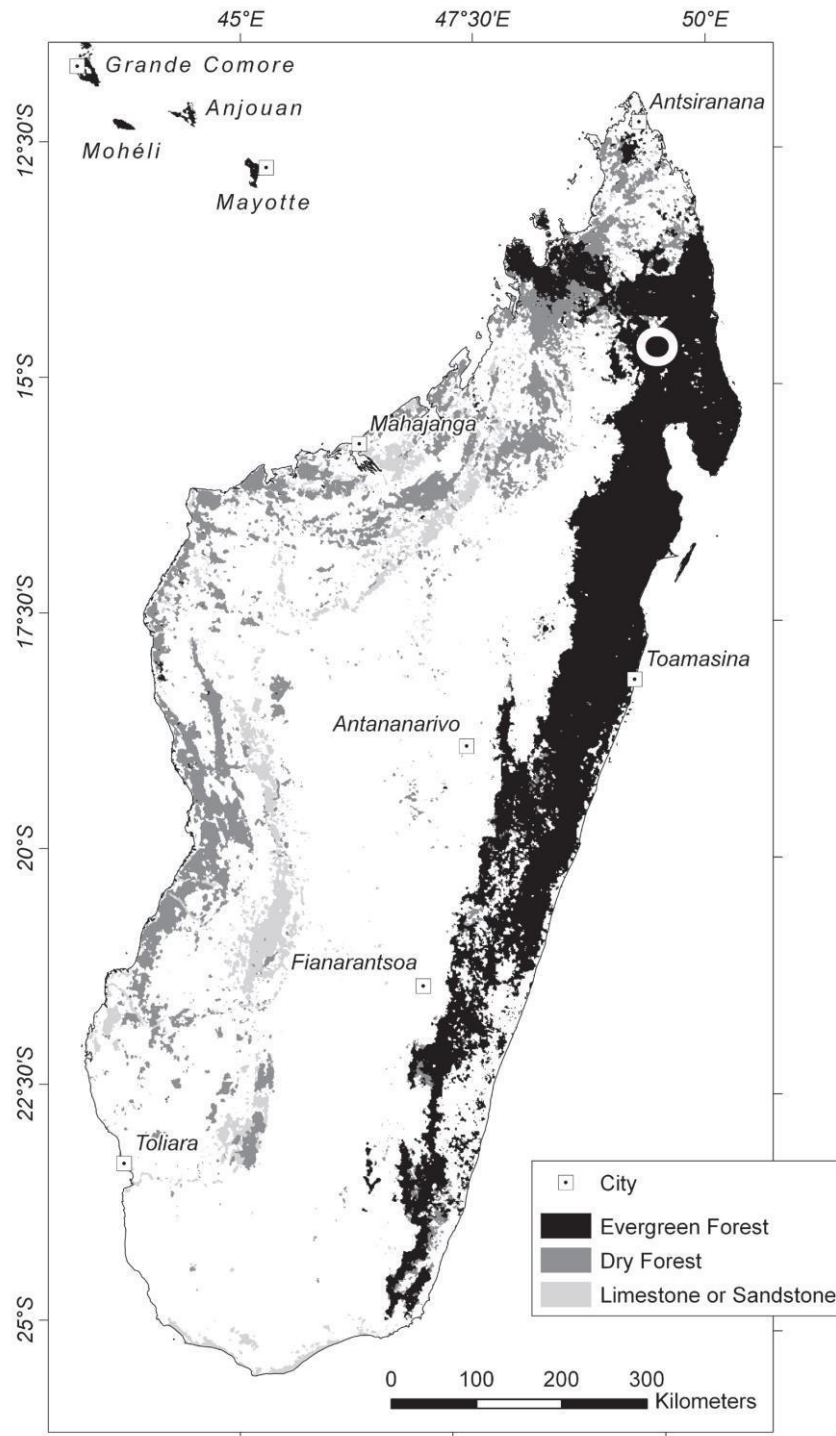 45°E
47°30'E
50°E
Grande Comore
Anjouan
Mohéli
Mayotte
Antsiranana
12°30'S
15°S
Mahajanga
17°30'S
Toamasina
Antananarivo
20°S
Fianarantsoa
22°30'S
Toliara
25°S
City
Evergreen Forest
Dry Forest
Limestone or Sandstone
0 100 200 300
Kilometers